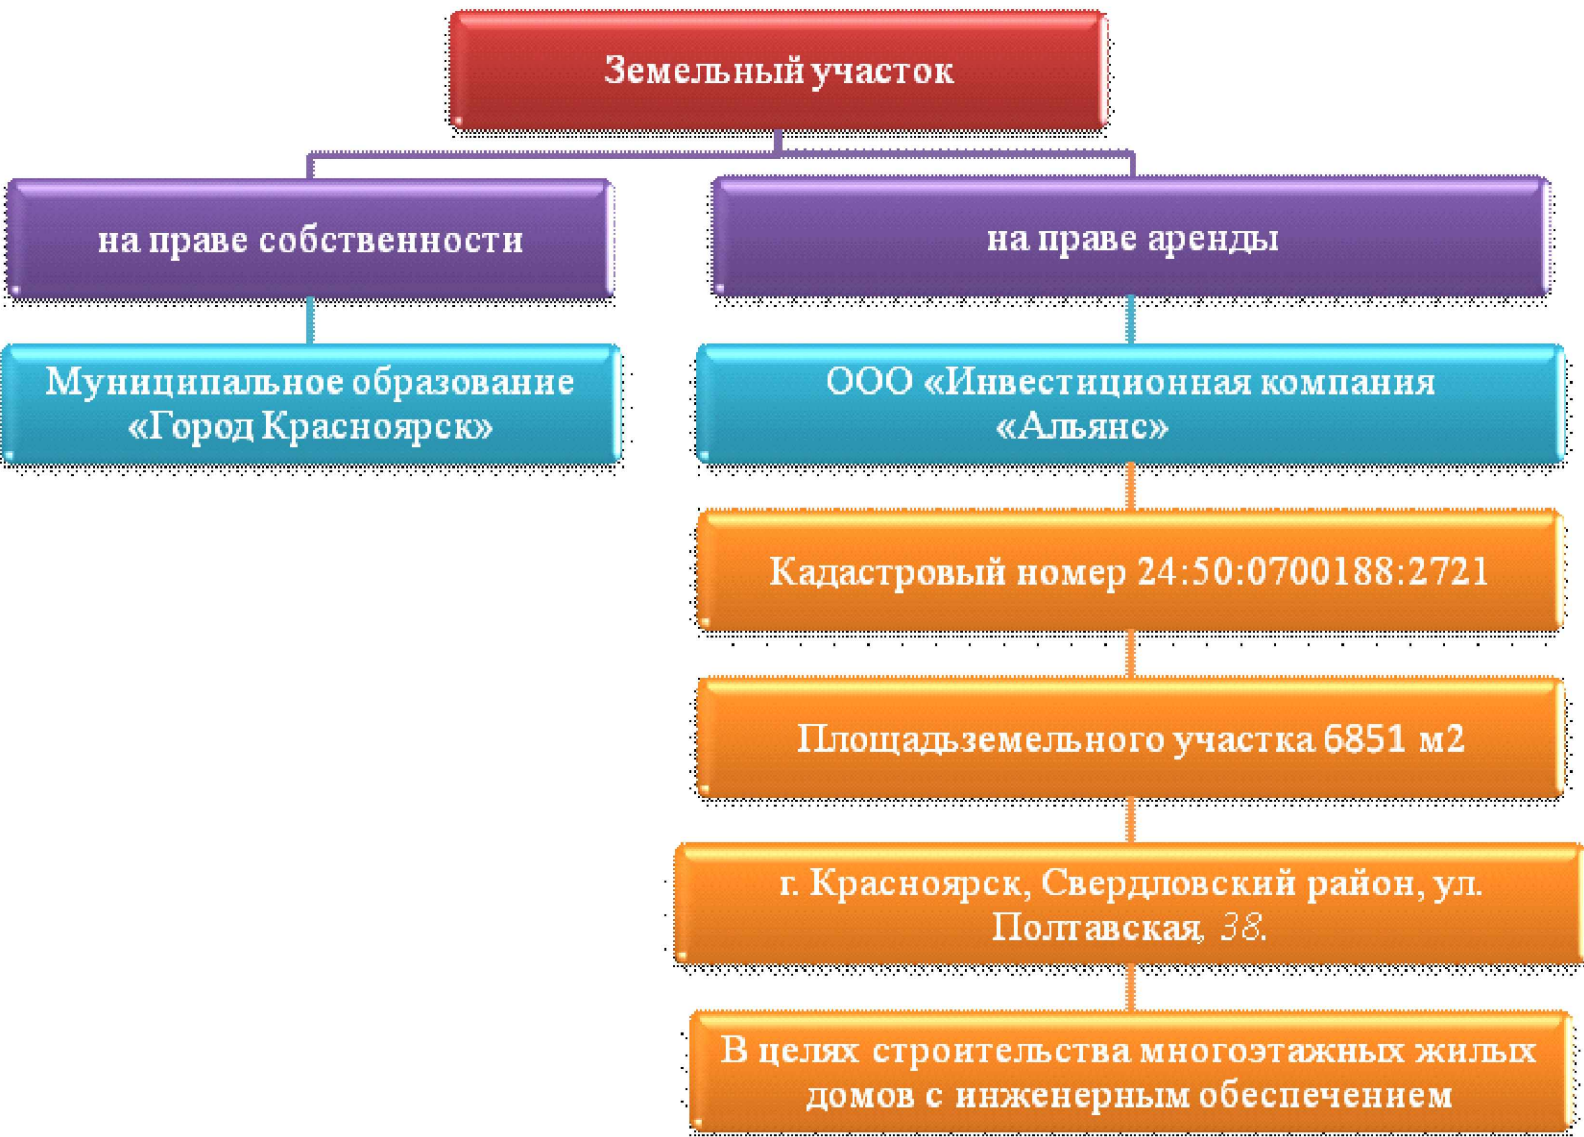 Земельный участок
на праве собственности
на праве аренды
Муниципальное образование
«Город Красноярск»
ООО «Инвестиционная компания
«Альянс»
Кадастровый номер 24:50:0700188:2721
Площадьземельного участка 6851 м2
г. Красноярск, Свердловский район, ул.
Полтавская, 38.
В целях строительства многоэтажных жилых
домов с инженерным обеспечением